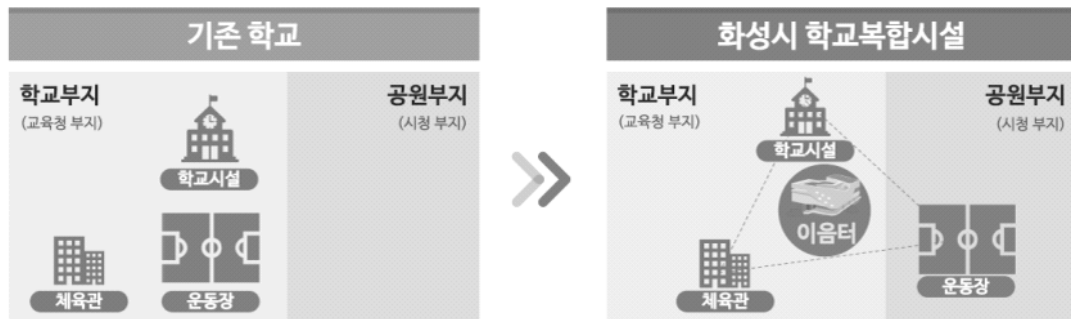 기존 학교
학교부지
(교육청 부지)
공원부지
(시청 부지)
학교시설
체육관
운동장
화성시 학교복합시설
학교부지
(교육청 부지)
공원부지
(시청 부지)
학교시설
이음터
체육관
운동장